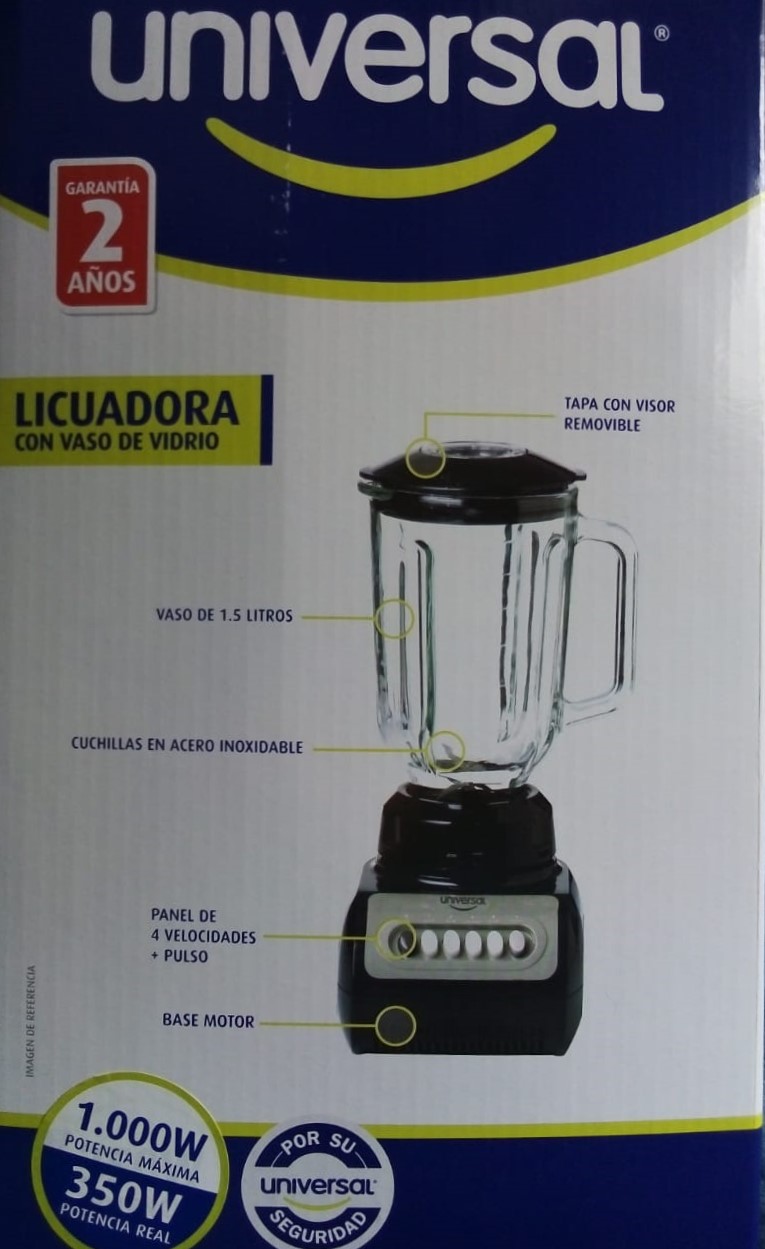 universal®
GARANTÍA
2
AÑOS
LICUADORA
CON VASO DE VIDRIO
TAPA CON VISOR
REMOVIBLE
VASO DE 1.5 LITROS
CUCHILLAS EN ACERO INOXIDABLE
universal
PANEL DE
4 VELOCIDADES
+ PULSO
BASE MOTOR
IMAGEN DE REFERENCIA
1.000W
POTENCIA MÁXIMA
350W
POTENCIA REAL
POR SU
universal®
SEGURIDAD